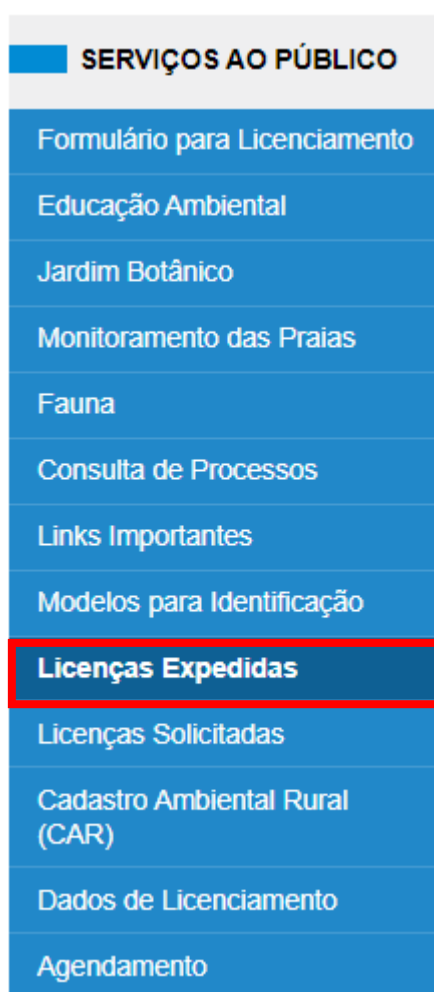 SERVIÇOS AO PÚBLICO
Formulário para Licenciamento
Educação Ambiental
Jardim Botânico
Monitoramento das Praias
Fauna
Consulta de Processos
Links Importantes
Modelos para Identificação
Licenças Expedidas
Licenças Solicitadas
Cadastro Ambiental Rural
(CAR)
Dados de Licenciamento
Agendamento